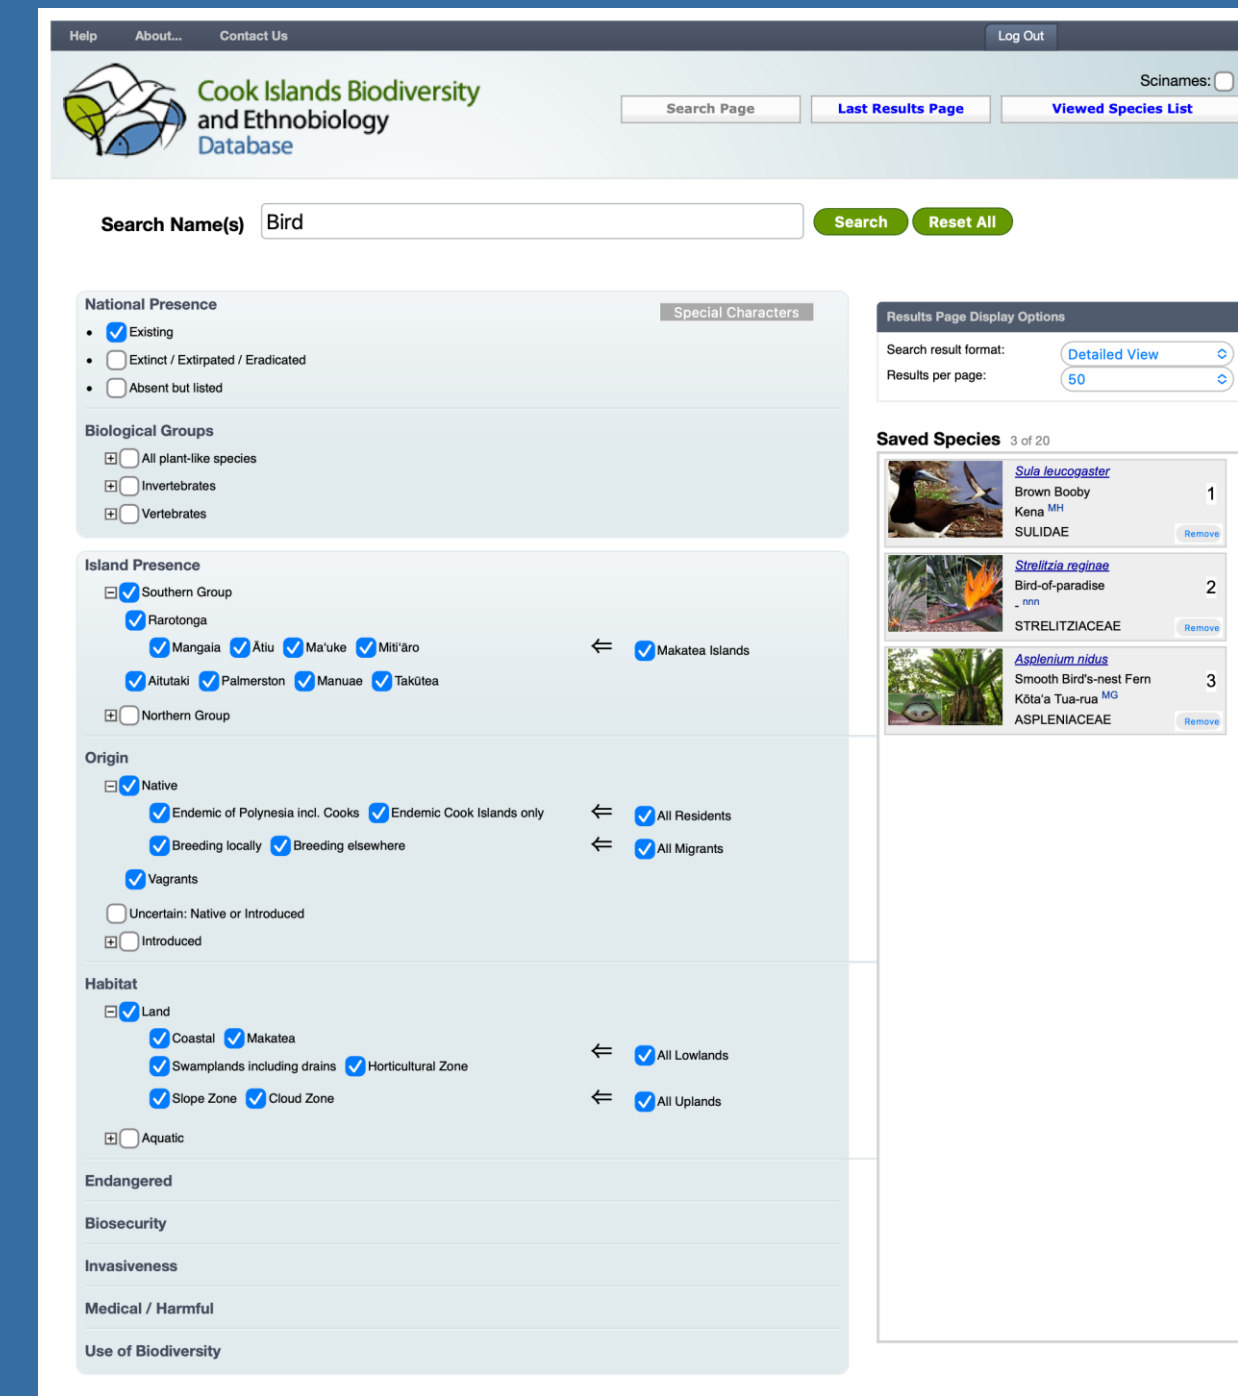 Help About... Contact Us Log Out
Cook Islands Biodiversity
and Ethnobiology
Database
Scinames:
Search Page Last Results Page Viewed Species List
Search Name(s) Bird Search Reset All
National Presence
Special Characters
Existing
Extinct / Extirpated / Eradicated
Absent but listed
Biological Groups
All plant-like species
Invertebrates
Vertebrates
Island Presence
Southern Group
Rarotonga
Mangaia Ātiu Ma'uke Miti'āro ⇐ Makatea Islands
Aitutaki Palmerston Manuae Takūtea
Northern Group
Origin
Native
Endemic of Polynesia incl. Cooks Endemic Cook Islands only ⇐ All Residents
Breeding locally Breeding elsewhere ⇐ All Migrants
Vagrants
Uncertain: Native or Introduced
Introduced
Habitat
Land
Coastal Makatea
Swamplands including drains Horticultural Zone ⇐ All Lowlands
Slope Zone Cloud Zone ⇐ All Uplands
Aquatic
Endangered
Biosecurity
Invasiveness
Medical / Harmful
Use of Biodiversity
Results Page Display Options
Search result format: Detailed View
Results per page: 50
Saved Species 3 of 20
Sula leucogaster
Brown Booby 1
Kena MH
SULIDAE Remove
Strelitzia reginae
Bird-of-paradise 2
- nnn
STRELITZIACEAE Remove
Asplenium nidus
Smooth Bird's-nest Fern 3
Kōta'a Tua-rua MG
ASPLENIACEAE Remove